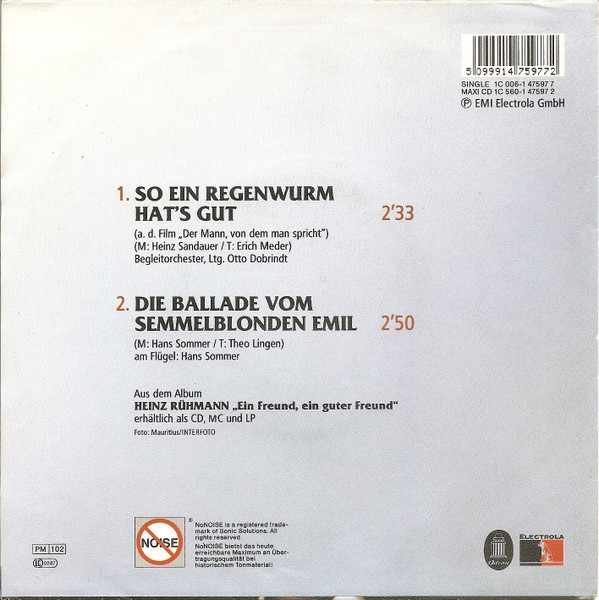 5 099914 759772
SINGLE 1C 006-1 47597 7
MAXI CD 1C 560-1 47597 2
Ⓟ EMI Electrola GmbH
1. SO EIN REGENWURM
HAT'S GUT 2'33
(a. d. Film „Der Mann, von dem man spricht")
(M: Heinz Sandauer / T: Erich Meder)
Begleitorchester, Ltg. Otto Dobrindt
2. DIE BALLADE VOM
SEMMELBLONDEN EMIL 2'50
(M: Hans Sommer / T: Theo Lingen)
am Flügel: Hans Sommer
Aus dem Album
HEINZ RÜHMANN „Ein Freund, ein guter Freund"
erhältlich als CD, MC und LP
Foto: Mauritius/INTERFOTO
NOISE
®
NoNOISE is a registered trade-
mark of Sonic Solutions. All
rights reserved.
NoNOISE bietet das heute
erreichbare Maximum an Über-
tragungsqualität bei
historischem Tonmaterial!
PM 102
LC 0287
Odeon
ELECTROLA